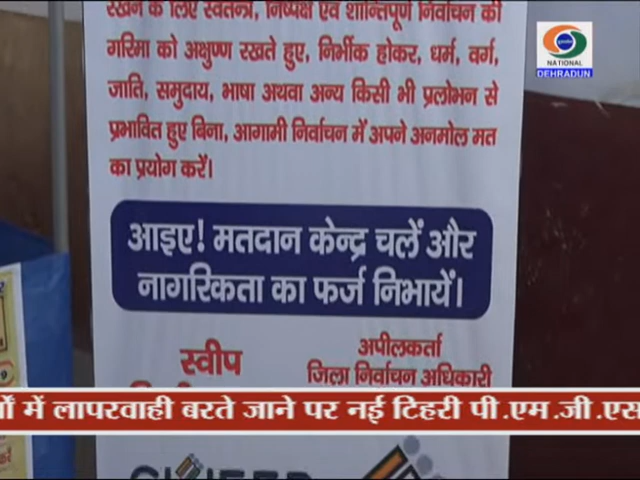 रखने के लिए स्वतन्त्र, निष्पक्ष एवं शान्तिपूर्ण निर्वाचन की
गरिमा को अक्षुण्ण रखते हुए, निर्भीक होकर, धर्म, वर्ग,
जाति, समुदाय, भाषा अथवा अन्य किसी भी प्रलोभन से
प्रभावित हुए बिना, आगामी निर्वाचन में अपने अनमोल मत
का प्रयोग करें।
NATIONAL
DEHRADUN
आइए! मतदान केन्द्र चलें और
नागरिकता का फर्ज निभायें।
स्वीप
अपीलकर्ता
जिला निर्वाचन अधिकारी
में लापरवाही बरते जाने पर नई टिहरी पी.एम.जी.एस